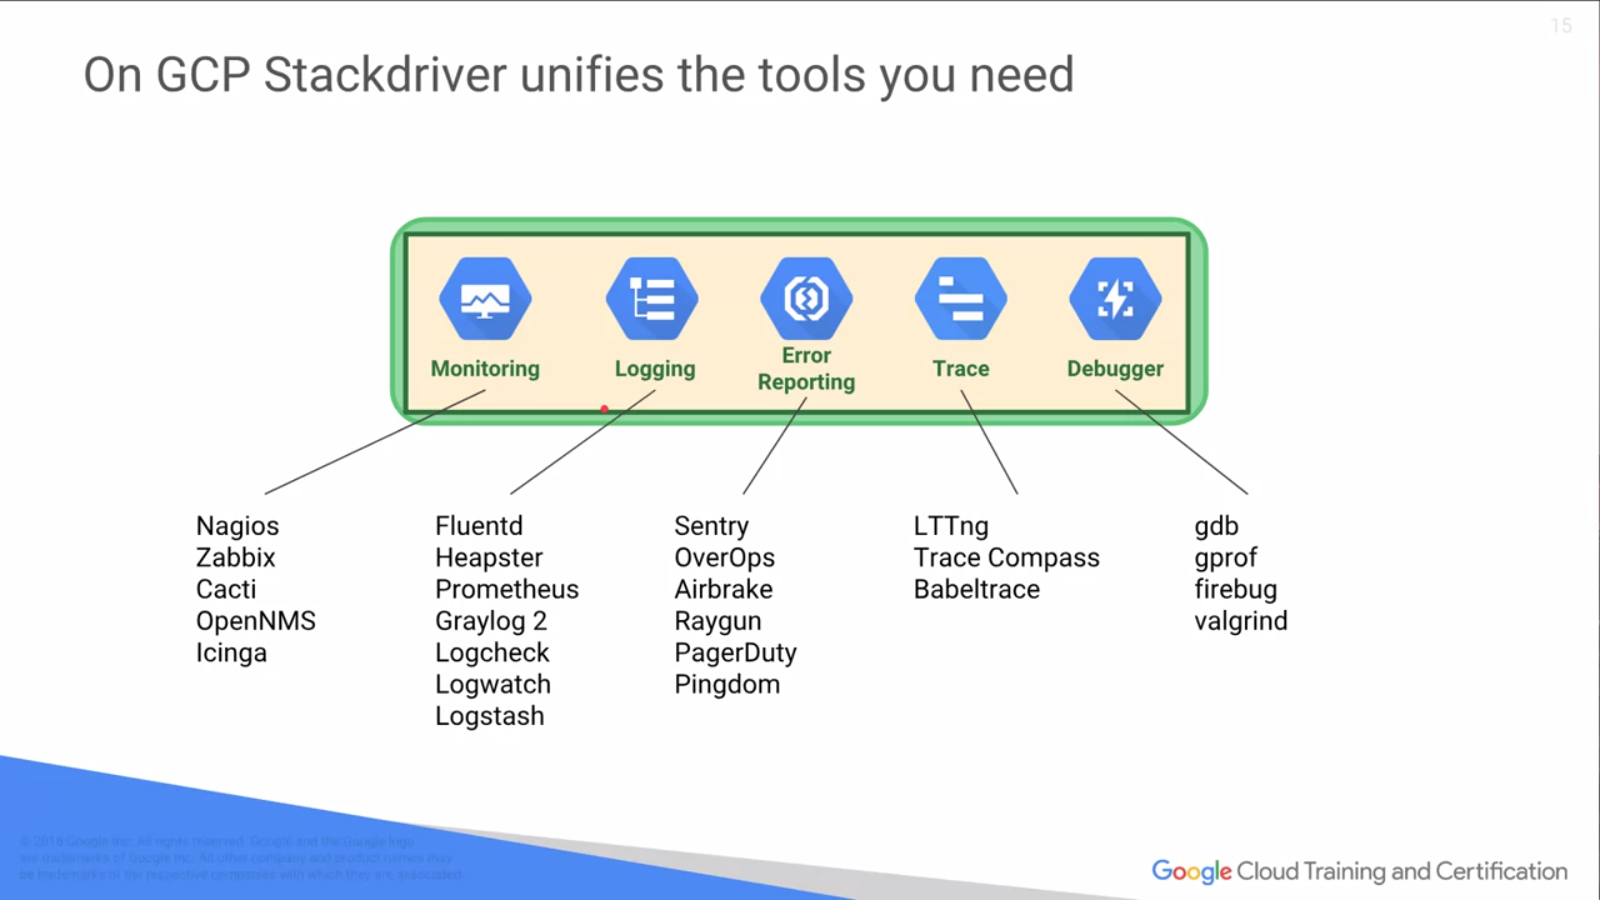 15
On GCP Stackdriver unifies the tools you need
Monitoring
Logging
Error
Reporting
Trace
Debugger
Nagios
Zabbix
Cacti
OpenNMS
Icinga
Fluentd
Heapster
Prometheus
Graylog 2
Logcheck
Logwatch
Logstash
Sentry
OverOps
Airbrake
Raygun
PagerDuty
Pingdom
LTTng
Trace Compass
Babeltrace
gdb
gprof
firebug
valgrind
Google Inc. All rights reserved. Google and the Google logo
are trademarks of Google Inc. All other company and product names may
be trademarks of the respective companies with which they are associated.
Google Cloud Training and Certification